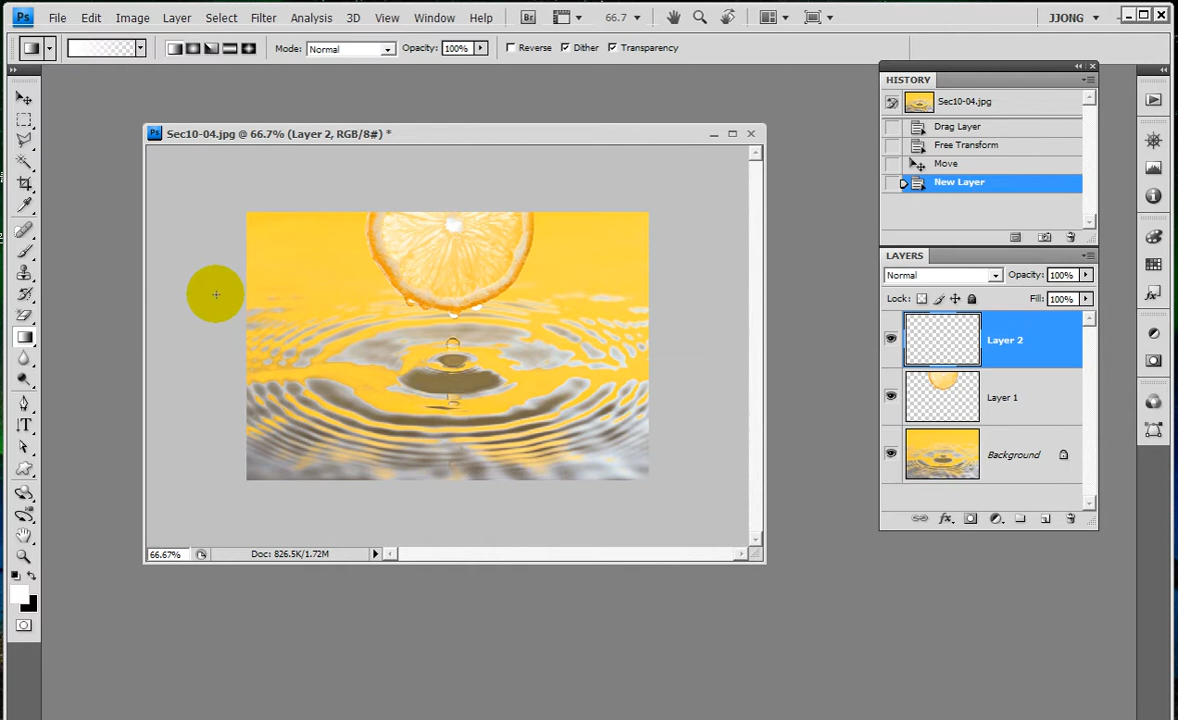 Ps File Edit Image Layer Select Filter Analysis 3D View Window Help Br 66.7 JJONG
Mode: Normal Opacity: 100% Reverse Dither Transparency
HISTORY
Sec10-04.jpg
Drag Layer
Free Transform
Move
New Layer
Ps Sec10-04.jpg @ 66.7% (Layer 2, RGB/8#) *
LAYERS
Normal Opacity: 100%
Lock: Fill: 100%
Layer 2
Layer 1
Background
fx
T
66.67% Doc: 826.5K/1.72M